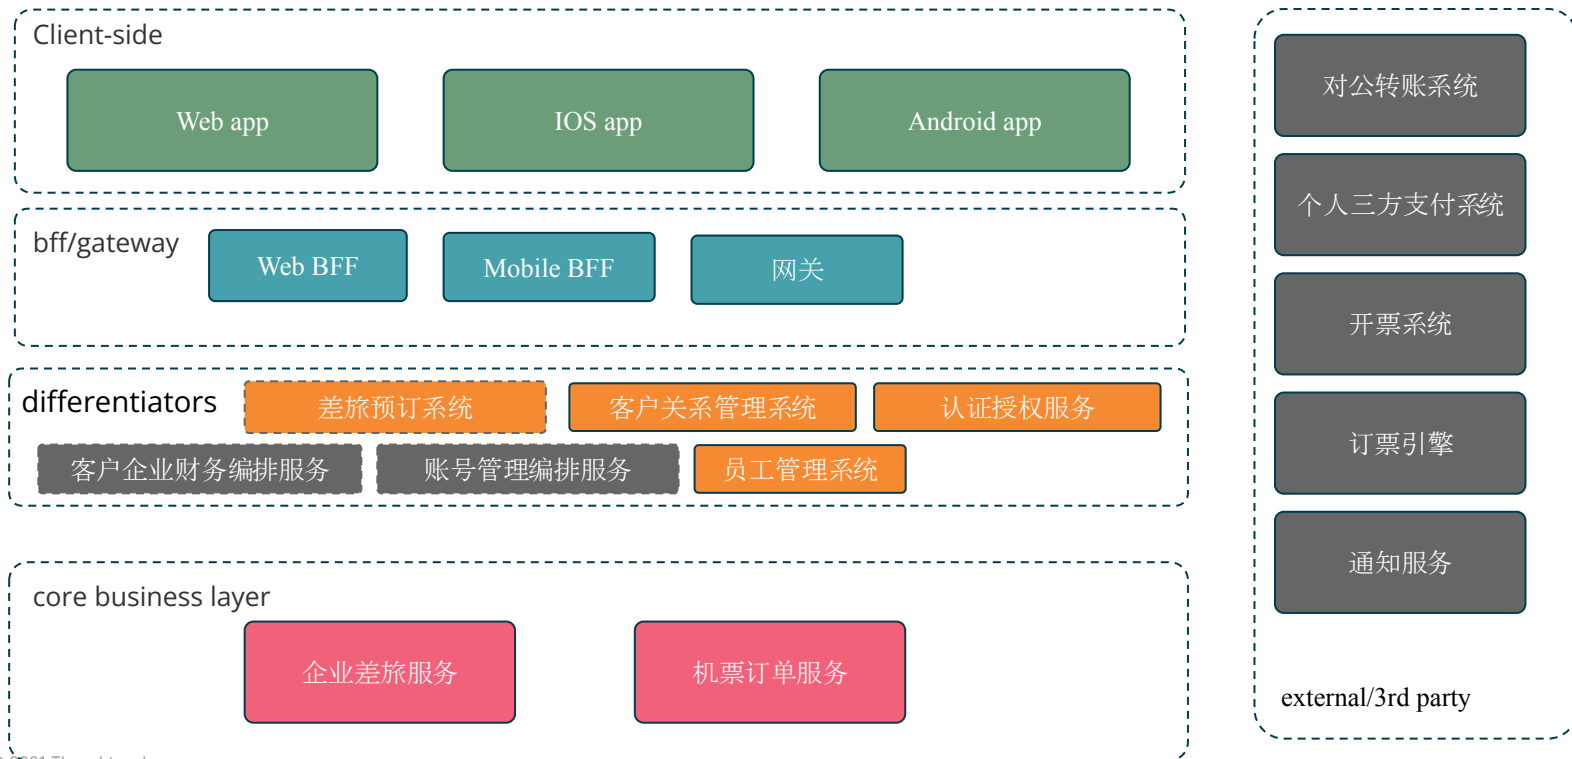 Client-side
Web app
IOS app
Android app
bff/gateway
Web BFF
Mobile BFF
网关
differentiators
差旅预订系统
客户关系管理系统
认证授权服务
客户企业财务编排服务
账号管理编排服务
员工管理系统
core business layer
企业差旅服务
机票订单服务
对公转账系统
个人三方支付系统
开票系统
订票引擎
通知服务
external/3rd party